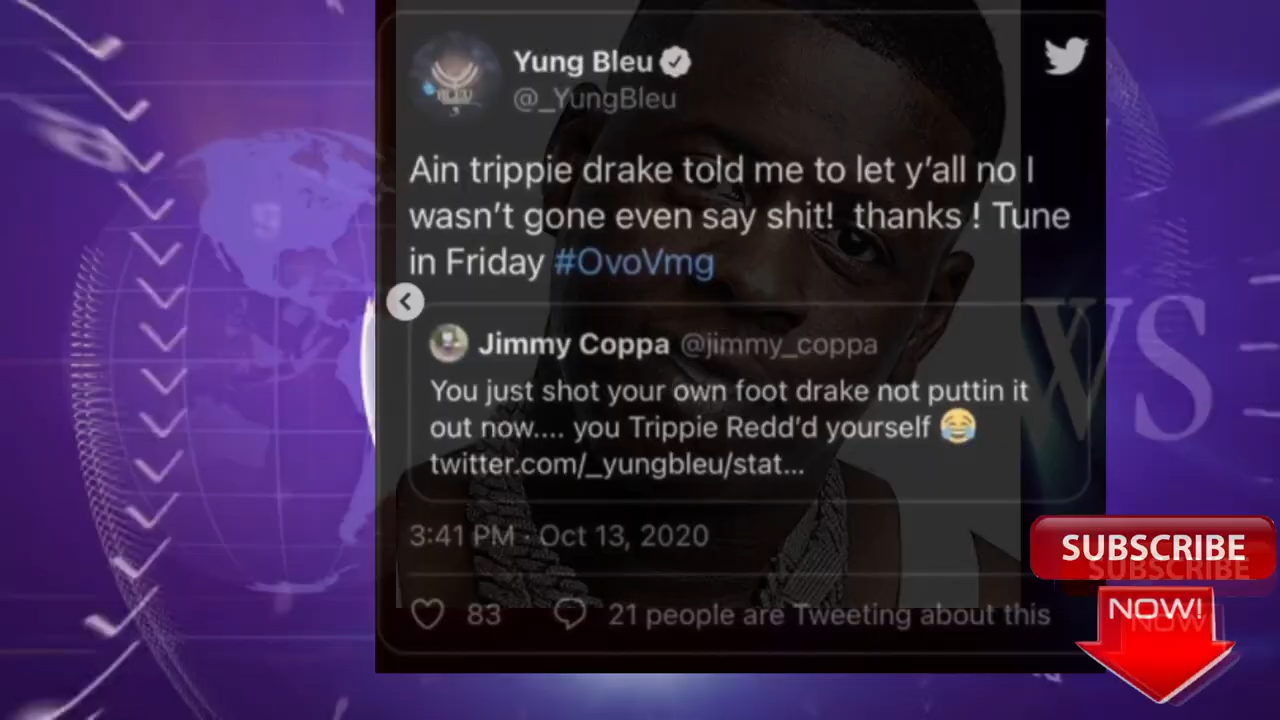 Yung Bleu
@_YungBleu
Ain trippie drake told me to let y'all no I
wasn't gone even say shit!  thanks ! Tune
in Friday #OvoVmg
Jimmy Coppa @jimmy_coppa
You just shot your own foot drake not puttin it
out now.... you Trippie Redd'd yourself 😂
twitter.com/_yungbleu/stat...
3:41 PM · Oct 13, 2020
83 21 people are Tweeting about this
WS
SUBSCRIBE
SUBSCRIBE
NOW!
NOW!